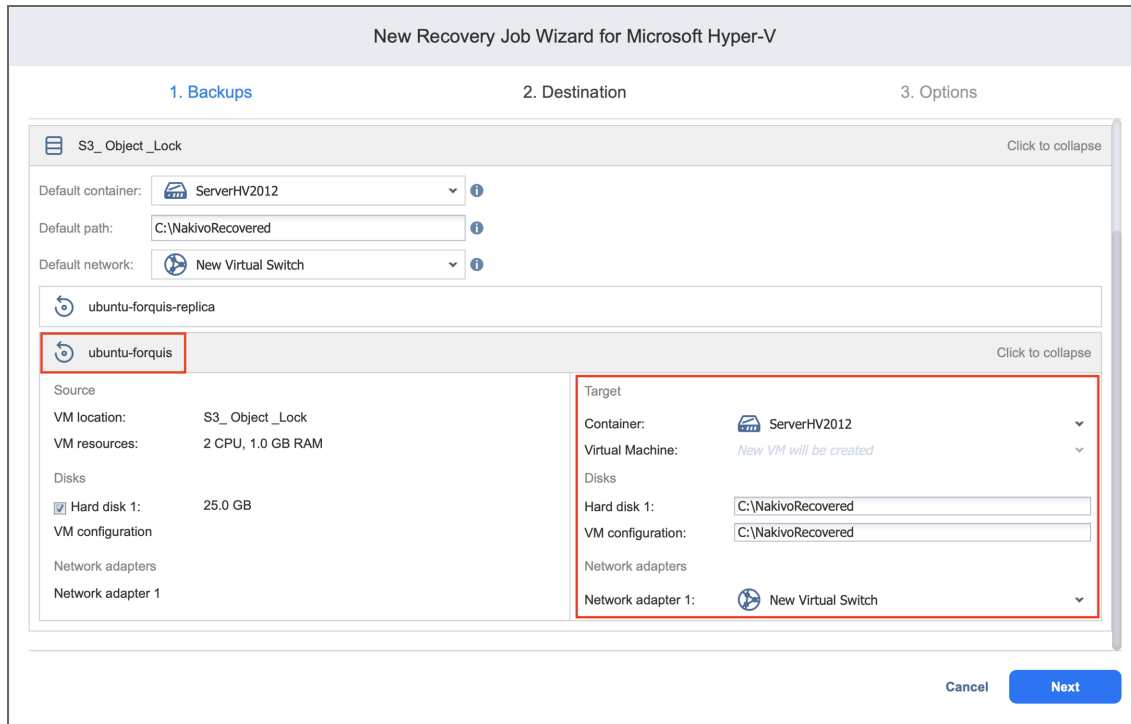 New Recovery Job Wizard for Microsoft Hyper-V
1. Backups 2. Destination 3. Options
S3_ Object _Lock Click to collapse
Default container: ServerHV2012
Default path: C:\NakivoRecovered
Default network: New Virtual Switch
ubuntu-forquis-replica
ubuntu-forquis Click to collapse
Source
VM location: S3_ Object _Lock
VM resources: 2 CPU, 1.0 GB RAM
Disks
Hard disk 1: 25.0 GB
VM configuration
Network adapters
Network adapter 1
Target
Container: ServerHV2012
Virtual Machine: New VM will be created
Disks
Hard disk 1: C:\NakivoRecovered
VM configuration: C:\NakivoRecovered
Network adapters
Network adapter 1: New Virtual Switch
Cancel Next